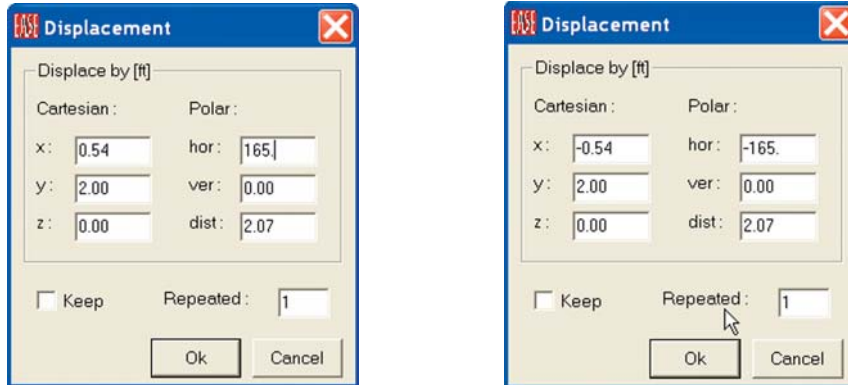 EASE Displacement
Displace by [ft]
Cartesian : Polar :
x : 0.54 hor : 165.
y : 2.00 ver : 0.00
z : 0.00 dist : 2.07
Keep Repeated : 1
Ok Cancel
EASE Displacement
Displace by [ft]
Cartesian : Polar :
x : -0.54 hor : -165.
y : 2.00 ver : 0.00
z : 0.00 dist : 2.07
Keep Repeated : 1
Ok Cancel